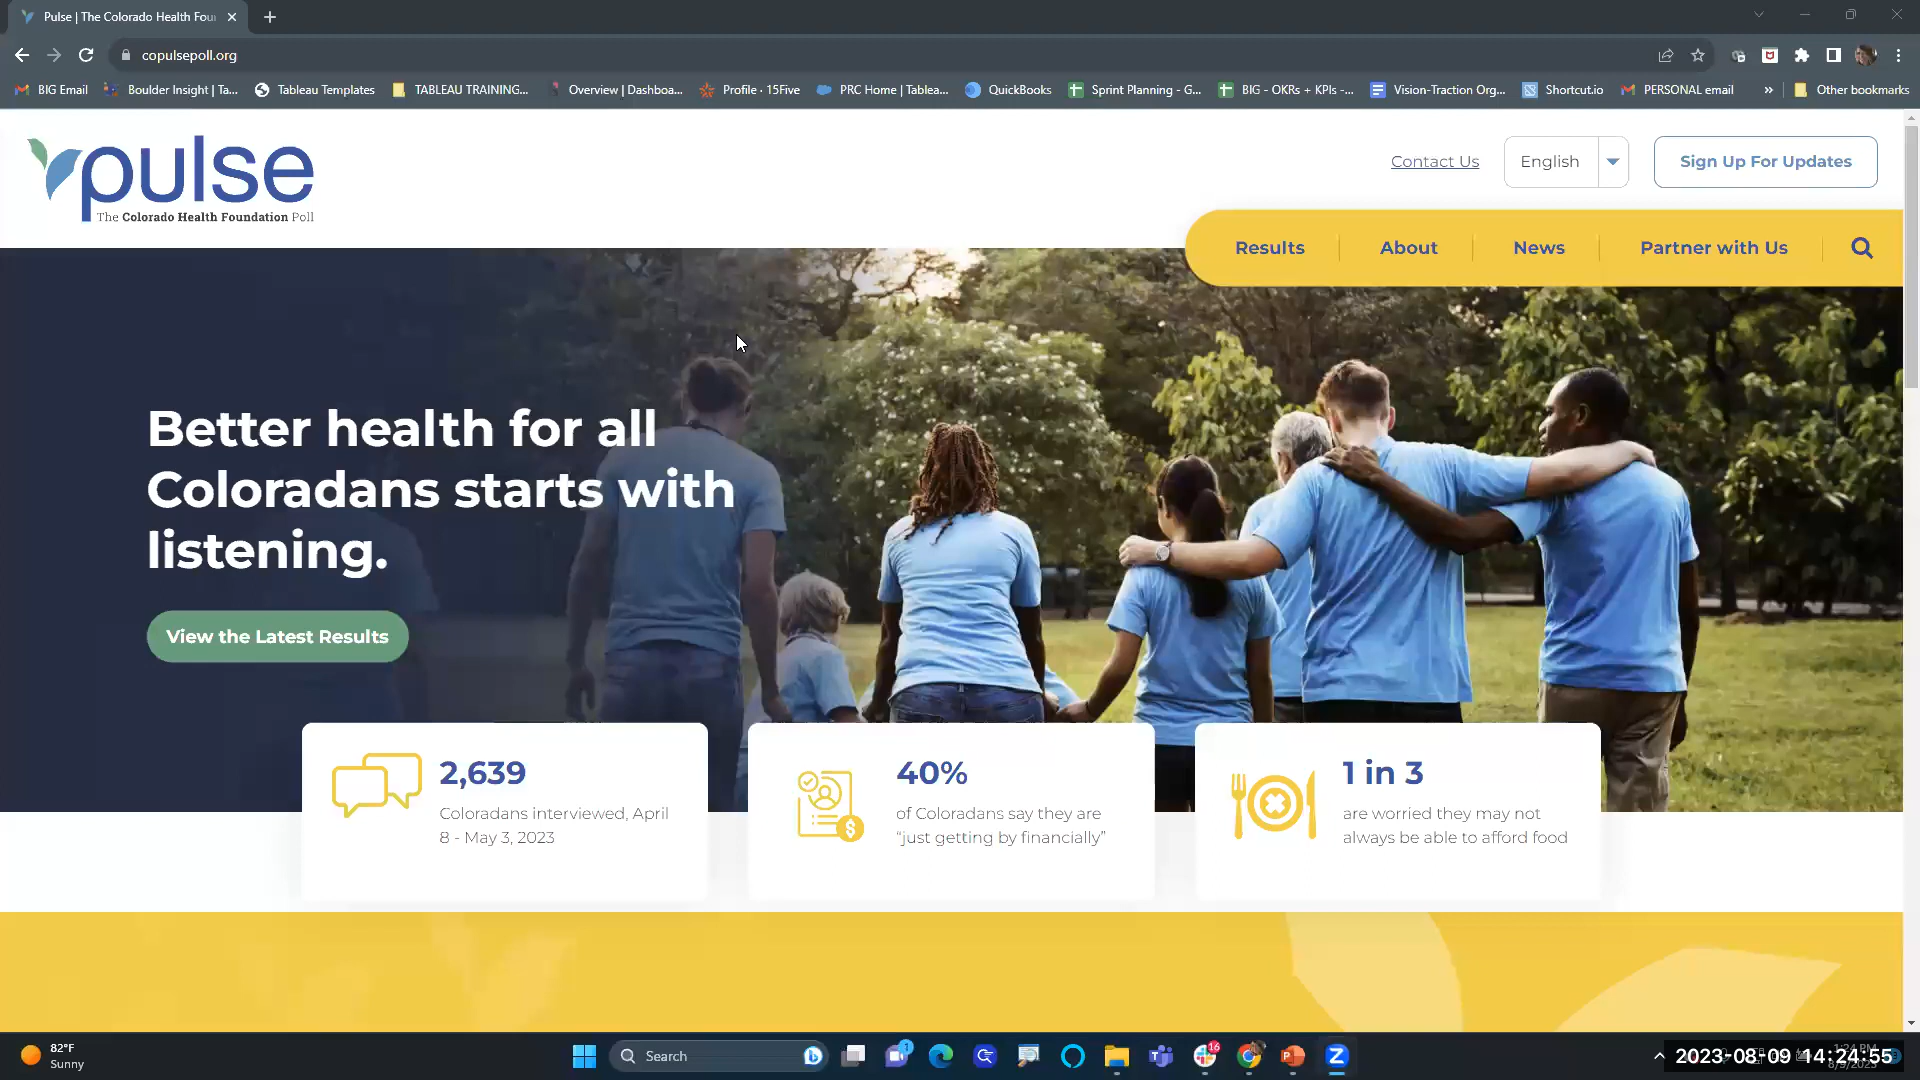 Pulse | The Colorado Health Fou
copulsepoll.org
BIG Email
Boulder Insight | Ta...
Tableau Templates
TABLEAU TRAINING...
Overview | Dashboa...
Profile · 15Five
PRC Home | Tablea...
QuickBooks
Sprint Planning - G...
BIG - OKRs + KPIs -...
Vision-Traction Org...
Shortcut.io
PERSONAL email
»
Other bookmarks
pulse
The Colorado Health Foundation Poll
Contact Us
English
Sign Up For Updates
Results
About
News
Partner with Us
Better health for all
Coloradans starts with
listening.
View the Latest Results
2,639
Coloradans interviewed, April
8 - May 3, 2023
40%
of Coloradans say they are
“just getting by financially”
1 in 3
are worried they may not
always be able to afford food
82°F
Sunny
Search
1
16
2023-08-09 14:24:55